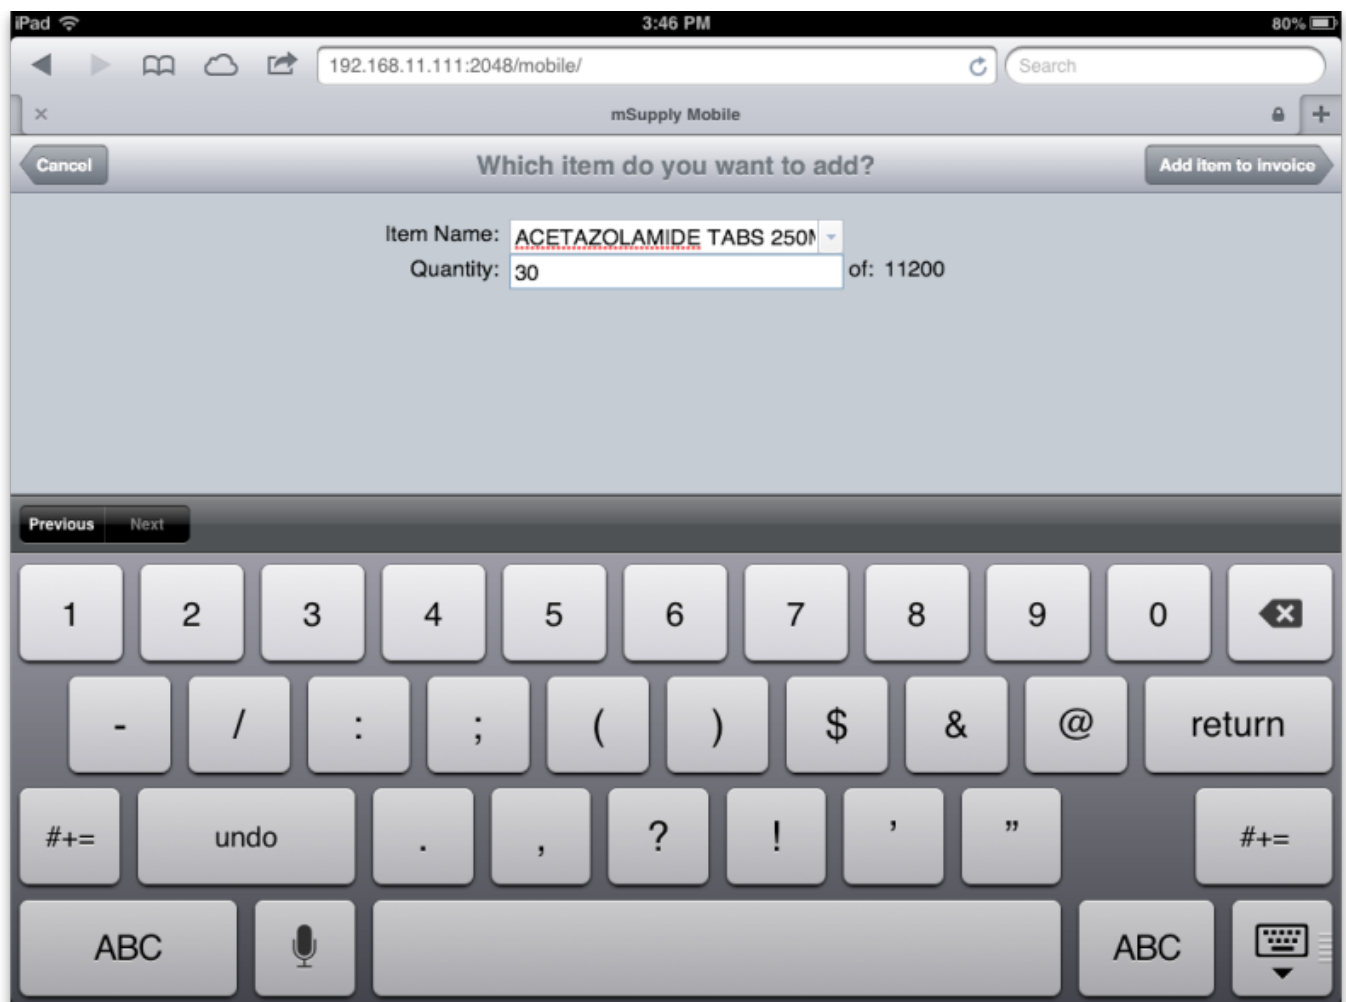 iPad 3:46 PM 80%
192.168.11.111:2048/mobile/ Search
mSupply Mobile
Cancel Which item do you want to add? Add item to invoice
Item Name: ACETAZOLAMIDE TABS 250M
Quantity: 30 of: 11200
Previous Next
1 2 3 4 5 6 7 8 9 0
- / : ; ( ) $ & @ return
#+= undo . , ? ! ’ ” #+=
ABC ABC